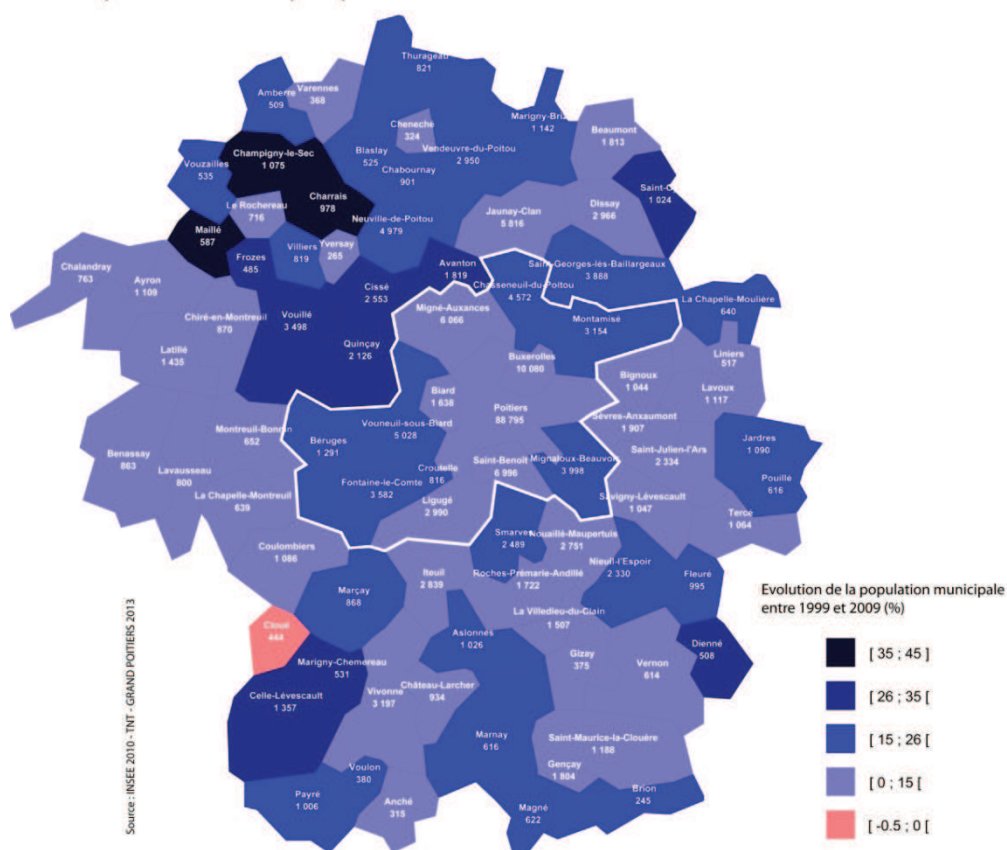 Thurageau
821
Amberre
509
Varennes
368
Marigny-Briz
1 142
Cheneché
324
Beaumont
1 813
Vendeuvre-du-Poitou
2 950
Blaslay
525
Chabournay
901
Champigny-le-Sec
1 075
Vouzailles
535
Saint-C
1 024
Charrais
978
Le Rochereau
716
Jaunay-Clan
5 816
Dissay
2 966
Neuville-de-Poitou
4 979
Maillé
587
Villiers
819
Yversay
265
Frozes
485
Avanton
1 819
Saint-Georges-lès-Baillargeaux
3 888
Chalandray
763
Ayron
1 109
Cissé
2 553
Chasseneuil-du-Poitou
4 572
La Chapelle-Moulière
640
Migné-Auxances
6 066
Chiré-en-Montreuil
870
Vouillé
3 498
Montamisé
3 154
Latillé
1 435
Quinçay
2 126
Buxerolles
10 080
Liniers
517
Bignoux
1 044
Lavoux
1 117
Biard
1 638
Poitiers
88 795
Sèvres-Anxaumont
1 907
Vouneuil-sous-Biard
5 028
Montreuil-Bonnin
652
Béruges
1 291
Jardres
1 090
Saint-Julien-l'Ars
2 334
Benassay
863
Lavausseau
800
Croutelle
816
Saint-Benoît
6 996
Mignaloux-Beauvoir
3 998
Pouillé
616
Fontaine-le-Comte
3 582
La Chapelle-Montreuil
639
Ligugé
2 990
Savigny-Lévescault
1 047
Tercé
1 064
Smarves
2 489
Nouaillé-Maupertuis
2 751
Coulombiers
1 086
Nieuil-l'Espoir
2 330
Iteuil
2 839
Roches-Prémarie-Andillé
1 722
Fleuré
995
Marçay
868
La Villedieu-du-Clain
1 507
Cloué
444
Aslonnes
1 026
Dienné
508
Gizay
375
Vernon
614
Marigny-Chemereau
531
Château-Larcher
934
Vivonne
3 197
Celle-Lévescault
1 357
Marnay
616
Saint-Maurice-la-Clouère
1 188
Gençay
1 804
Voulon
380
Payré
1 006
Brion
245
Anché
315
Magné
622
Evolution de la population municipale
entre 1999 et 2009 (%)
[ 35 ; 45 ]
[ 26 ; 35 [
[ 15 ; 26 [
[ 0 ; 15 [
[ -0.5 ; 0 [
Source : INSEE 2010 - TNT - GRAND POITIERS 2013